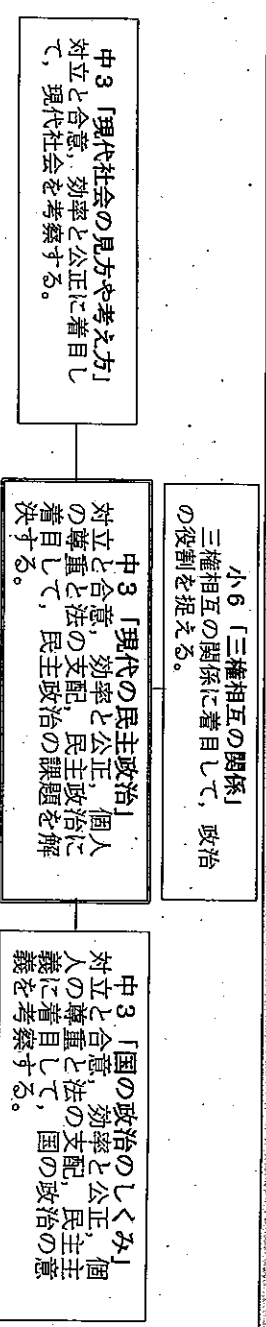 小6「三権相互の関係」
三権相互の関係に着目して，政治
の役割を捉える。
中3「現代社会の見方や考え方」
対立と合意，効率と公正に着目し
て，現代社会を考察する。
中3「現代の民主政治」
対立と合意，効率と公正，個人
の尊重と法の支配，民主政治に
着目して，民主政治の課題を解
決する。
中3「国の政治のしくみ」
対立と合意，効率と公正，個
人の尊重と法の支配，民主主
義に着目して，国の政治の意
義を考察する。